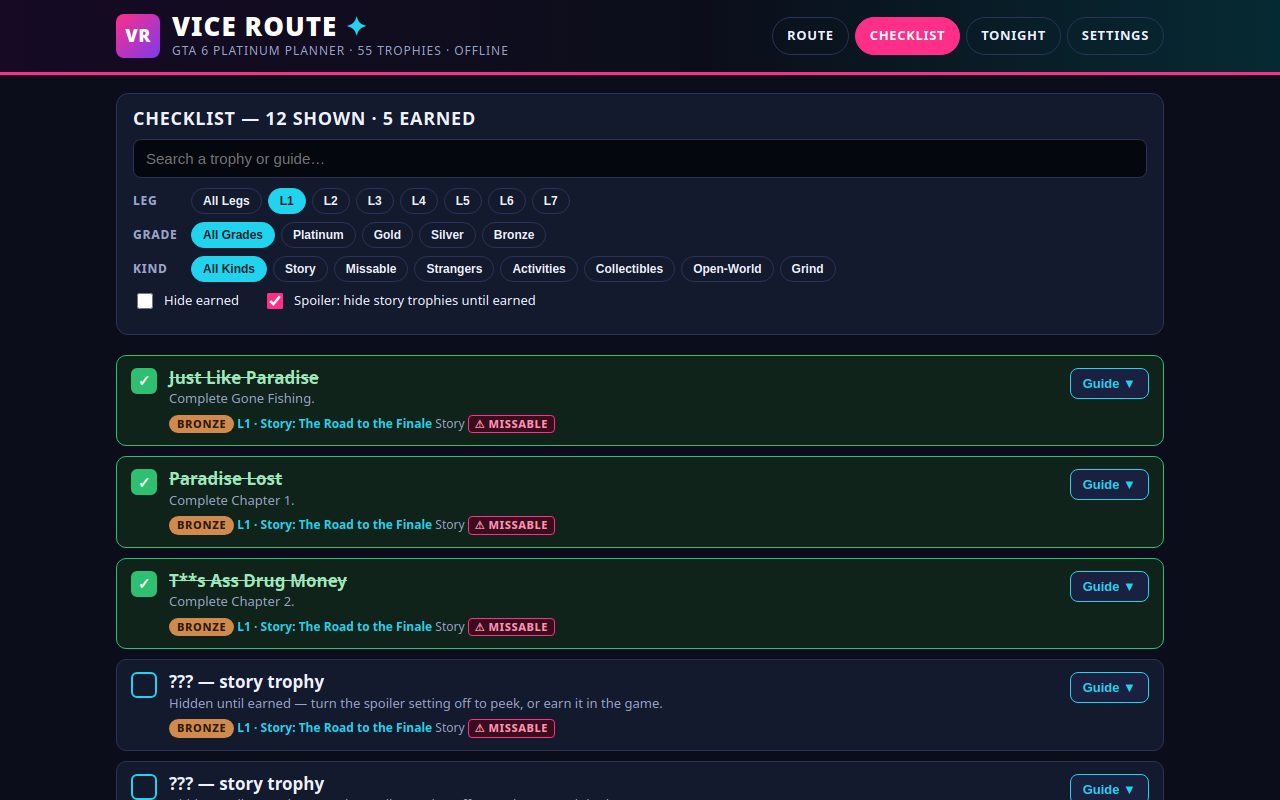 VR
VICE ROUTE ✦
GTA 6 PLATINUM PLANNER · 55 TROPHIES · OFFLINE
ROUTE
CHECKLIST
TONIGHT
SETTINGS
CHECKLIST — 12 SHOWN · 5 EARNED
Search a trophy or guide…
LEG All Legs L1 L2 L3 L4 L5 L6 L7
GRADE All Grades Platinum Gold Silver Bronze
KIND All Kinds Story Missable Strangers Activities Collectibles Open-World Grind
Hide earned Spoiler: hide story trophies until earned
✓ Just Like Paradise Guide ▼
Complete Gone Fishing.
BRONZE L1 · Story: The Road to the Finale Story ⚠ MISSABLE
✓ Paradise Lost Guide ▼
Complete Chapter 1.
BRONZE L1 · Story: The Road to the Finale Story ⚠ MISSABLE
✓ T**s Ass Drug Money Guide ▼
Complete Chapter 2.
BRONZE L1 · Story: The Road to the Finale Story ⚠ MISSABLE
??? — story trophy Guide ▼
Hidden until earned — turn the spoiler setting off to peek, or earn it in the game.
BRONZE L1 · Story: The Road to the Finale Story ⚠ MISSABLE
??? — story trophy Guide ▼